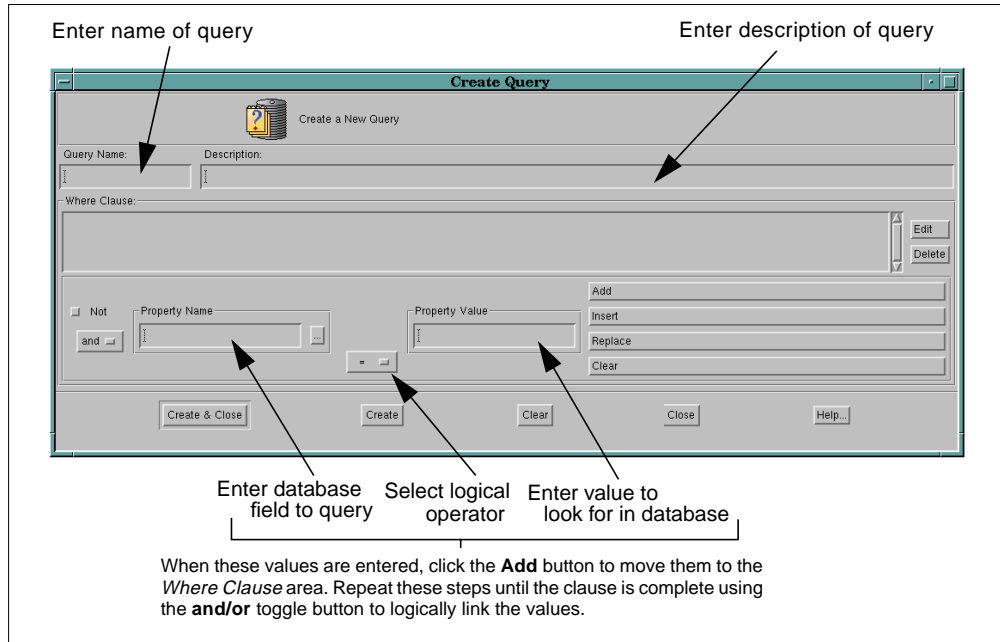 Enter name of query
Enter description of query
Create Query
Create a New Query
Query Name:
Description:
Where Clause:
Edit
Delete
Not
and
Property Name
...
=
Property Value
Add
Insert
Replace
Clear
Create & Close
Create
Clear
Close
Help...
Enter database
field to query
Select logical
operator
Enter value to
look for in database
When these values are entered, click the Add button to move them to the
Where Clause area. Repeat these steps until the clause is complete using
the and/or toggle button to logically link the values.